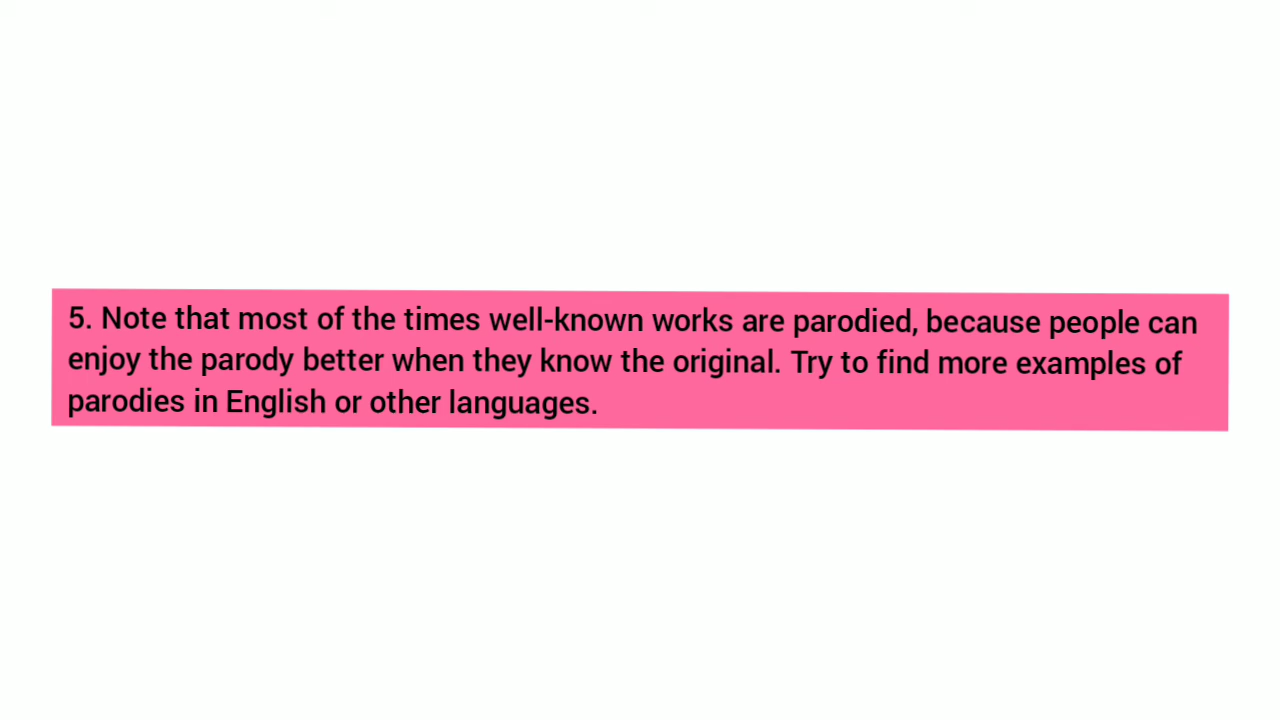 5. Note that most of the times well-known works are parodied, because people can
enjoy the parody better when they know the original. Try to find more examples of
parodies in English or other languages.